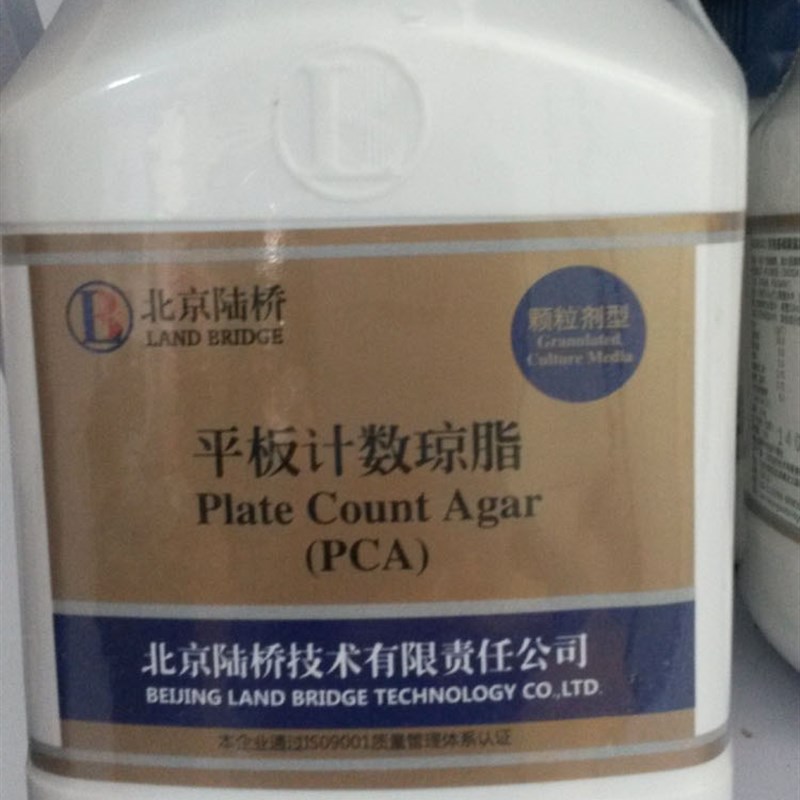 北京陆桥
LAND BRIDGE
颗粒剂型
Granulated
Culture Media
平板计数琼脂
Plate Count Agar
(PCA)
北京陆桥技术有限责任公司
BEIJING LAND BRIDGE TECHNOLOGY CO.,LTD.
本企业通过ISO9001质量管理体系认证